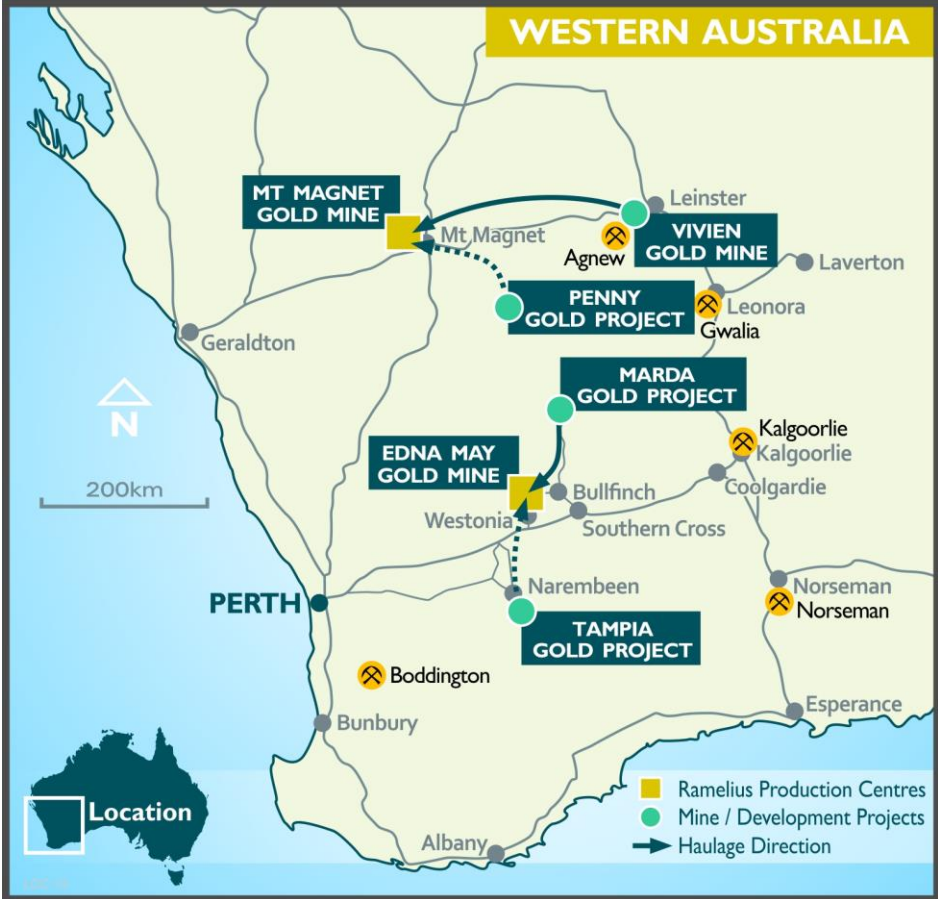 WESTERN AUSTRALIA
MT MAGNET
GOLD MINE
Leinster
Mt Magnet
VIVIEN
GOLD MINE
Agnew
Laverton
PENNY
GOLD PROJECT
Leonora
Gwalia
Geraldton
MARDA
GOLD PROJECT
N
Kalgoorlie
Kalgoorlie
EDNA MAY
GOLD MINE
200km
Bullfinch
Coolgardie
Westonia
Southern Cross
Narembeen
Norseman
PERTH
Norseman
TAMPIA
GOLD PROJECT
Boddington
Esperance
Bunbury
Location
Ramelius Production Centres
Mine / Development Projects
Haulage Direction
Albany